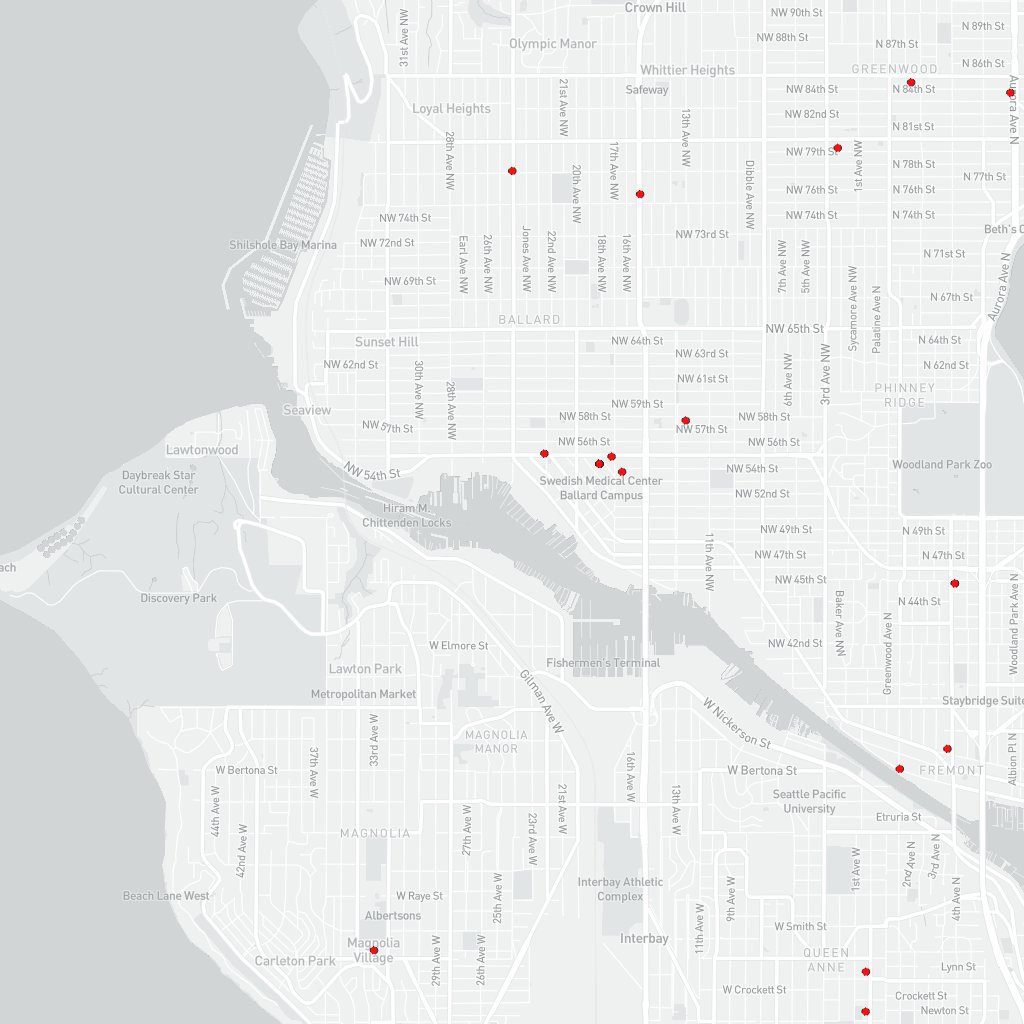 Crown Hill
NW 90th St
31st Ave NW
N 89th St
NW 88th St
N 87th St
Olympic Manor
N 86th St
GREENWOOD
Whittier Heights
Safeway
NW 84th St
N 84th St
21st Ave NW
Aurora Ave N
Loyal Heights
NW 82nd St
13th Ave NW
N 81st St
28th Ave NW
17th Ave NW
NW 79th St
1st Ave NW
N 78th St
N 77th St
20th Ave NW
Dibble Ave NW
NW 76th St
N 76th St
NW 74th St
NW 74th St
N 74th St
Beth's C
NW 73rd St
Shilshole Bay Marina
NW 72nd St
Earl Ave NW
26th Ave NW
Jones Ave NW
22nd Ave NW
18th Ave NW
16th Ave NW
7th Ave NW
5th Ave NW
N 71st St
NW 69th St
Sycamore Ave NW
Palatine Ave N
Aurora Ave N
N 67th St
BALLARD
NW 65th St
Sunset Hill
NW 64th St
N 64th St
NW 63rd St
NW 62nd St
N 62nd St
30th Ave NW
28th Ave NW
NW 61st St
6th Ave NW
3rd Ave NW
PHINNEY
RIDGE
Seaview
NW 59th St
NW 58th St
NW 58th St
NW 57th St
NW 57th St
NW 56th St
NW 56th St
Lawtonwood
NW 54th St
NW 54th St
Woodland Park Zoo
Daybreak Star
Cultural Center
Swedish Medical Center
Ballard Campus
NW 52nd St
Hiram M.
Chittenden Locks
NW 49th St
N 49th St
11th Ave NW
NW 47th St
N 47th St
ach
NW 45th St
Discovery Park
Baker Ave NW
N 44th St
Woodland Park Ave N
Greenwood Ave N
W Elmore St
NW 42nd St
Lawton Park
Fishermen's Terminal
Metropolitan Market
Gilman Ave W
Staybridge Suite
W Nickerson St
33rd Ave W
MAGNOLIA
MANOR
37th Ave W
16th Ave W
Albion Pl N
W Bertona St
W Bertona St
FREMONT
44th Ave W
21st Ave W
13th Ave W
Seattle Pacific
University
Etruria St
MAGNOLIA
27th Ave W
23rd Ave W
42nd Ave W
3rd Ave N
2nd Ave N
1st Ave W
Beach Lane West
W Raye St
25th Ave W
Interbay Athletic
Complex
9th Ave W
4th Ave N
Albertsons
11th Ave W
W Smith St
Magnolia
Village
29th Ave W
26th Ave W
Interbay
Carleton Park
QUEEN
ANNE
Lynn St
W Crockett St
Crockett St
Newton St